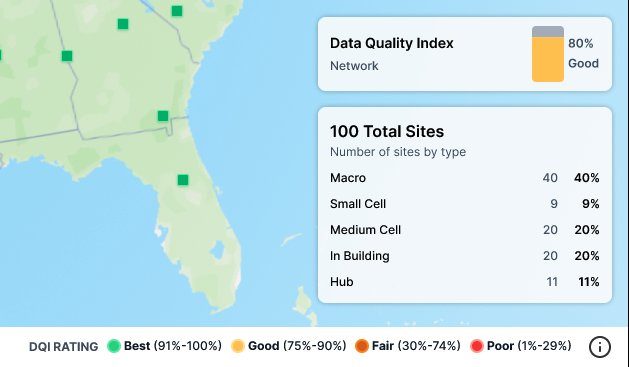 Data Quality Index
Network
80%
Good
100 Total Sites
Number of sites by type
Macro 40 40%
Small Cell 9 9%
Medium Cell 20 20%
In Building 20 20%
Hub 11 11%
DQI RATING Best (91%-100%) Good (75%-90%) Fair (30%-74%) Poor (1%-29%)